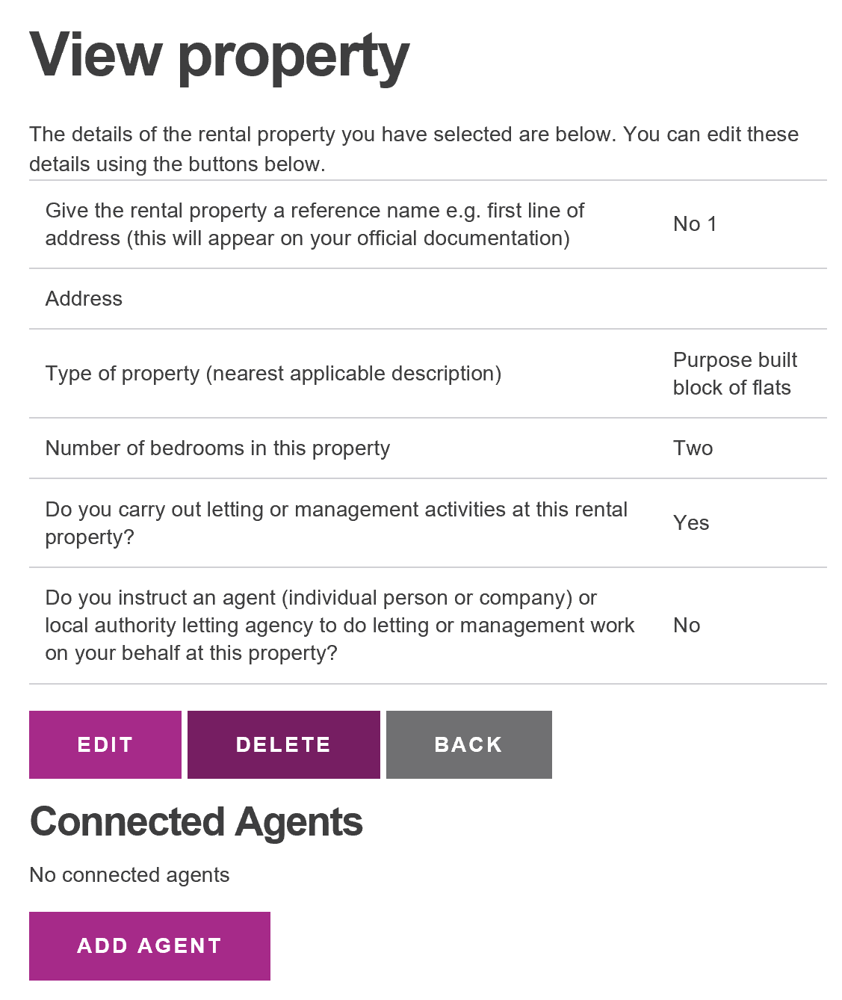 View property
The details of the rental property you have selected are below. You can edit these
details using the buttons below.
Give the rental property a reference name e.g. first line of
address (this will appear on your official documentation)
No 1
Address
Type of property (nearest applicable description)
Purpose built
block of flats
Number of bedrooms in this property
Two
Do you carry out letting or management activities at this rental
property?
Yes
Do you instruct an agent (individual person or company) or
local authority letting agency to do letting or management work
on your behalf at this property?
No
EDIT
DELETE
BACK
Connected Agents
No connected agents
ADD AGENT